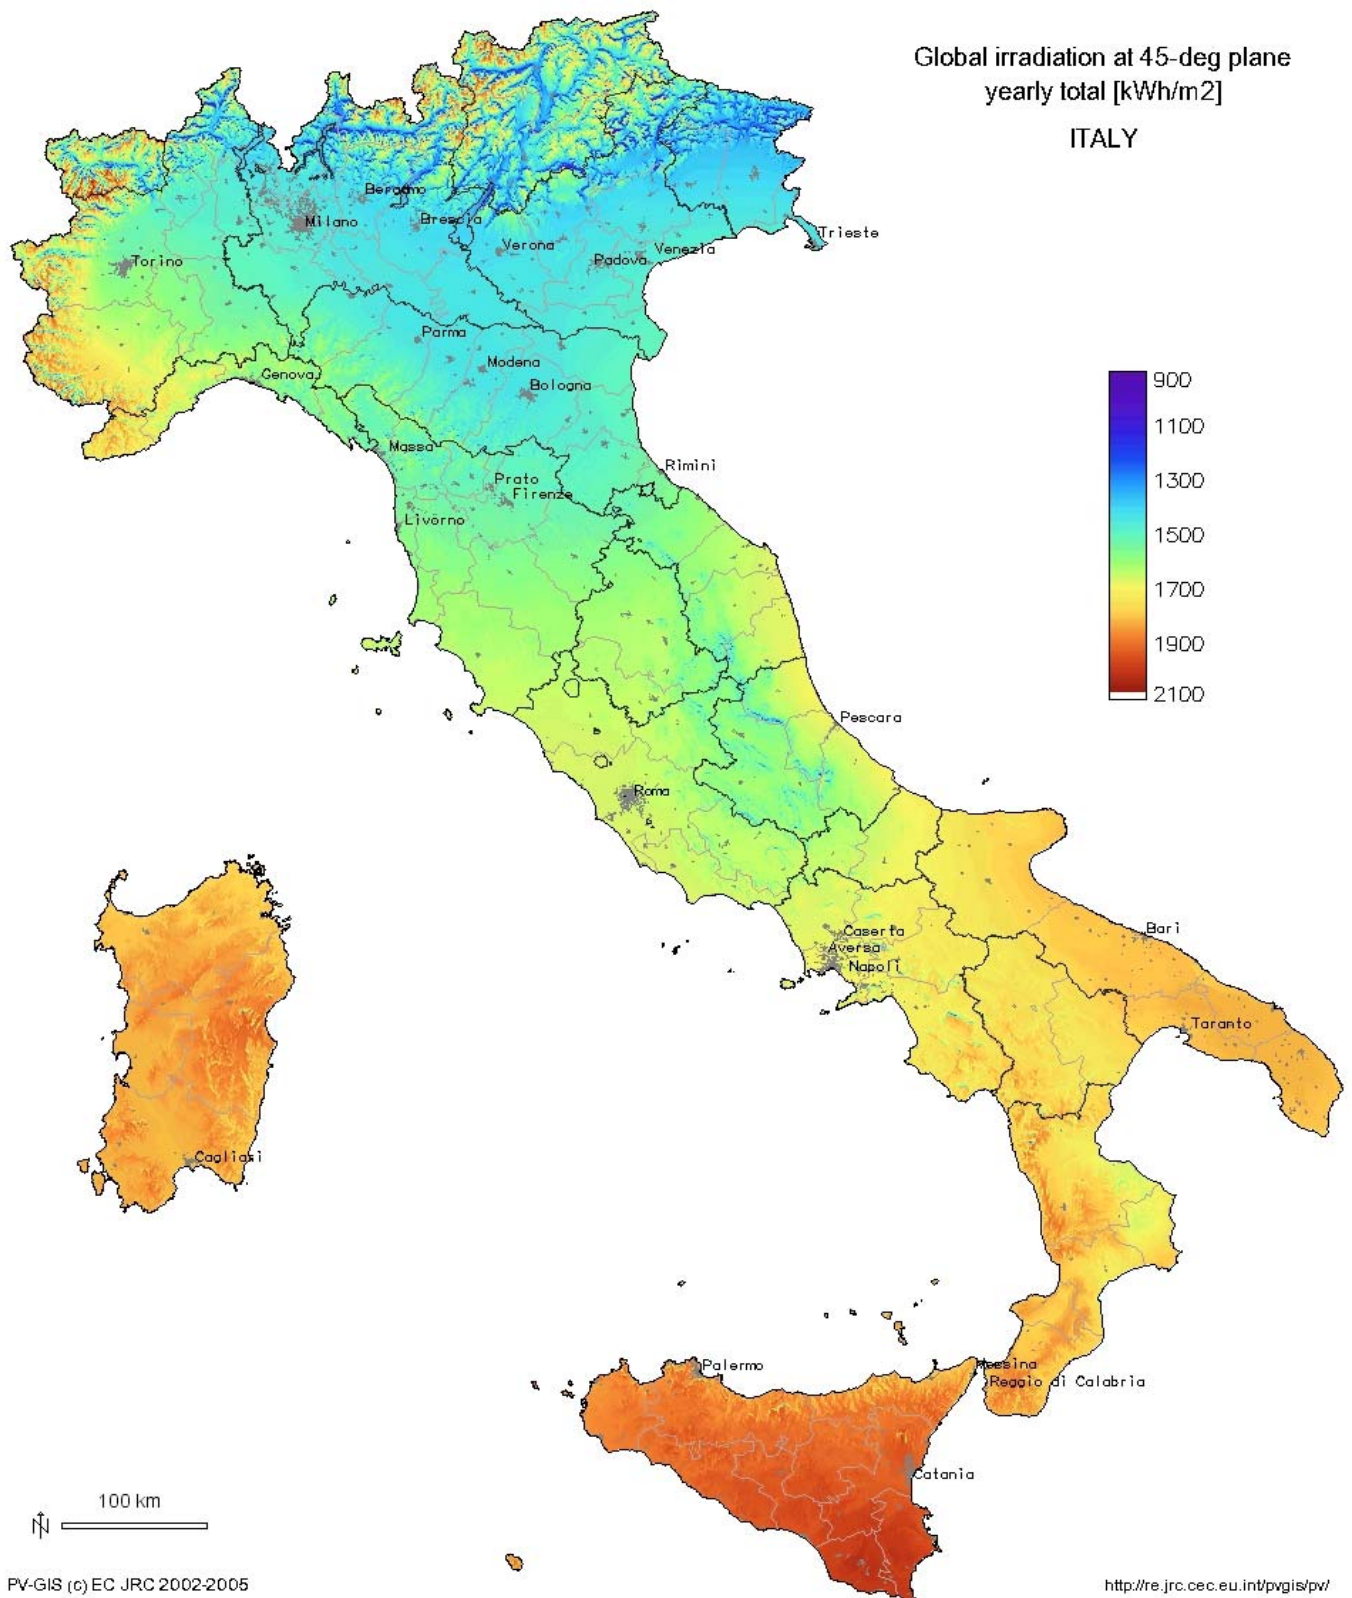 Global irradiation at 45-deg plane
yearly total [kWh/m2]
ITALY
Bergamo
Milano
Brescia
Trieste
Verona
Venezia
Padova
Torino
Parma
Modena
Genova
Bologna
900
1100
1300
1500
1700
1900
2100
Massa
Rimini
Prato
Firenze
Livorno
Pescara
Roma
Caserta
Aversa
Napoli
Bari
Taranto
Cagliari
Palermo
Messina
Reggio di Calabria
Catania
100 km
N
PV-GIS (c) EC JRC 2002-2005
http://re.jrc.cec.eu.int/pvgis/pv/